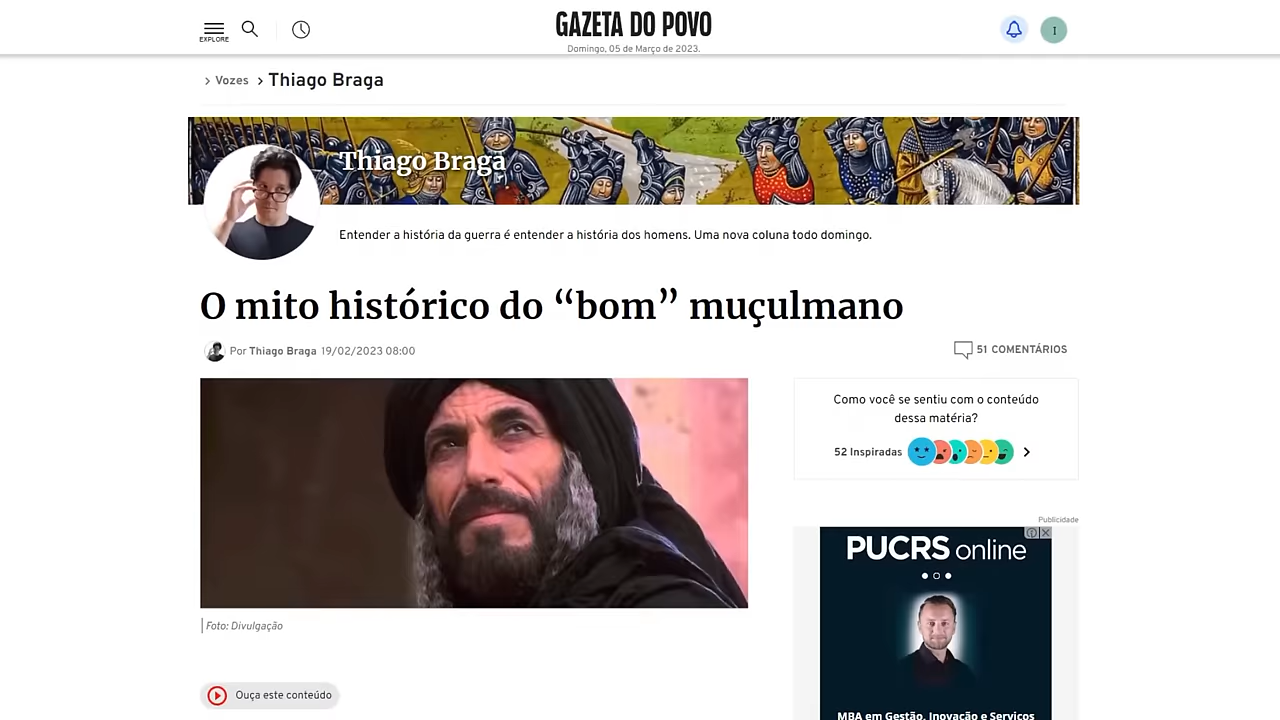 EXPLORE
GAZETA DO POVO
Domingo, 05 de Março de 2023.
I
Vozes
Thiago Braga
Thiago Braga
Entender a história da guerra é entender a história dos homens. Uma nova coluna todo domingo.
O mito histórico do “bom” muçulmano
Por Thiago Braga 19/02/2023 08:00
51 COMENTÁRIOS
Como você se sentiu com o conteúdo
dessa matéria?
52 Inspiradas
Foto: Divulgação
Ouça este conteúdo
Publicidade
PUCRS online
MBA em Gestão, Inovação e Serviços